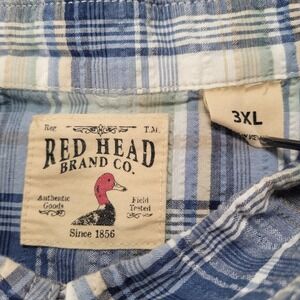 Reg T.M.
RED HEAD
BRAND CO.
Authentic Field
Goods Tested
Since 1856
3XL